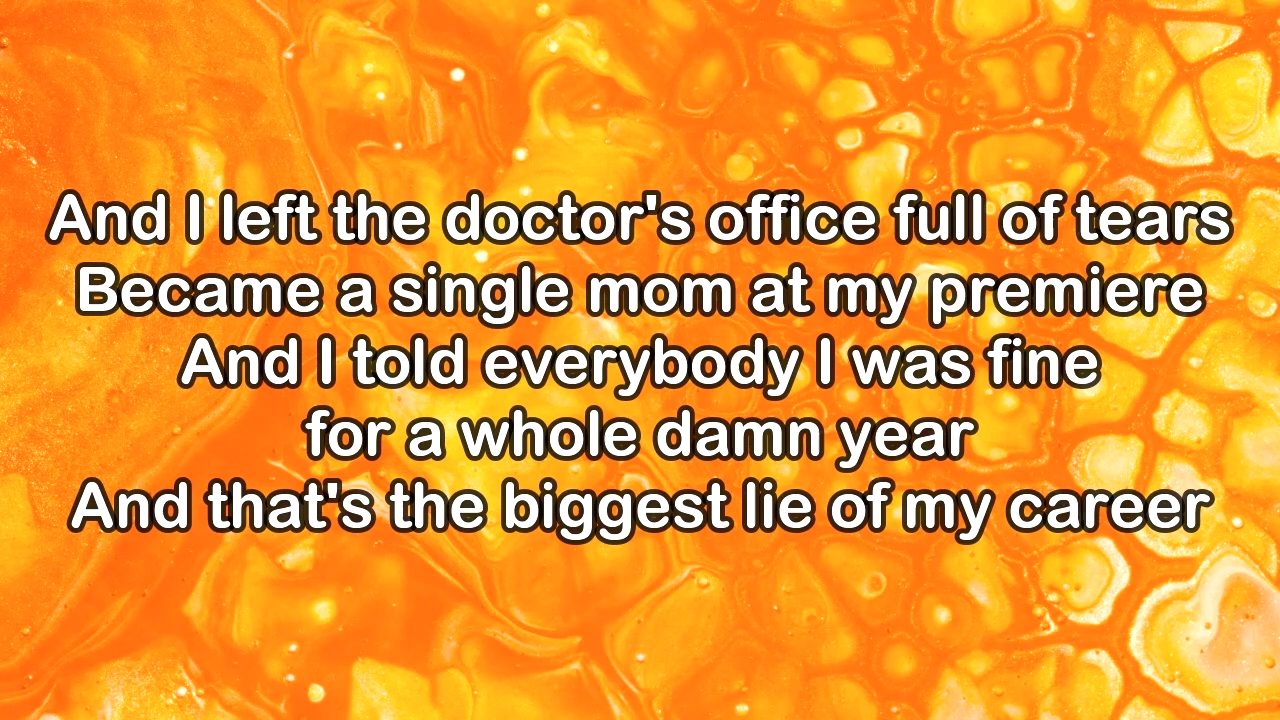 And I left the doctor's office full of tears
Became a single mom at my premiere
And I told everybody I was fine
for a whole damn year
And that's the biggest lie of my career